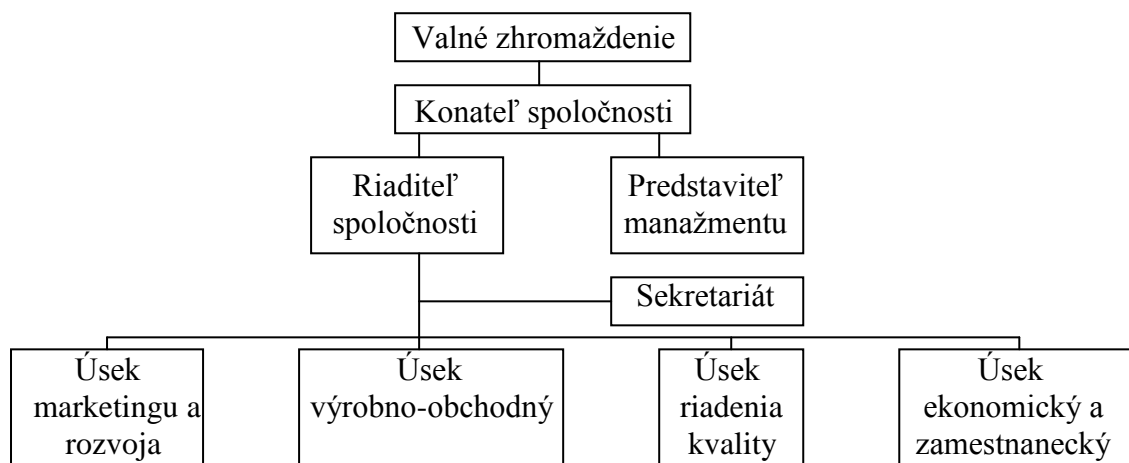 Valné zhromaždenie
Konateľ spoločnosti
Riaditeľ
spoločnosti
Predstaviteľ
manažmentu
Sekretariát
Úsek
marketingu a
rozvoja
Úsek
výrobno-obchodný
Úsek
riadenia
kvality
Úsek
ekonomický a
zamestnanecký